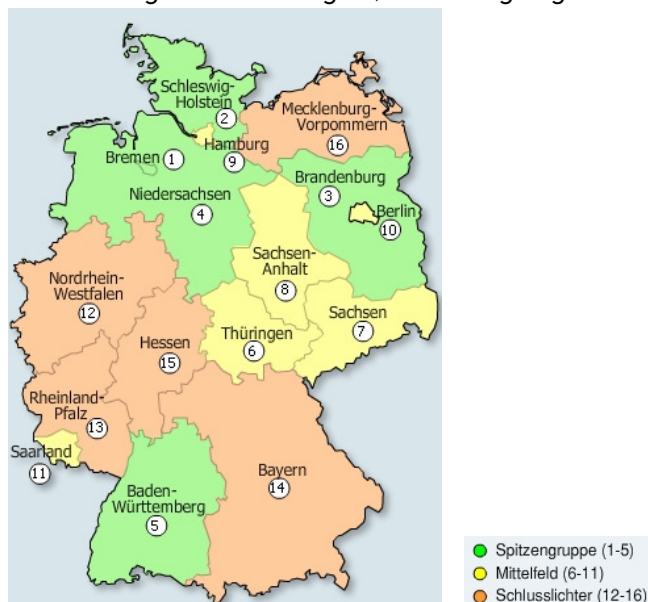 Schleswig-
Holstein
2
Mecklenburg-
Vorpommern
16
Hamburg
9
Bremen 1
Brandenburg
3
Niedersachsen
4
Berlin
10
Sachsen-
Anhalt
8
Nordrhein-
Westfalen
12
Sachsen
7
Thüringen
6
Hessen
15
Rheinland-
Pfalz
13
Saarland
11
Bayern
14
Baden-
Württemberg
5
Spitzengruppe (1-5)
Mittelfeld (6-11)
Schlusslichter (12-16)